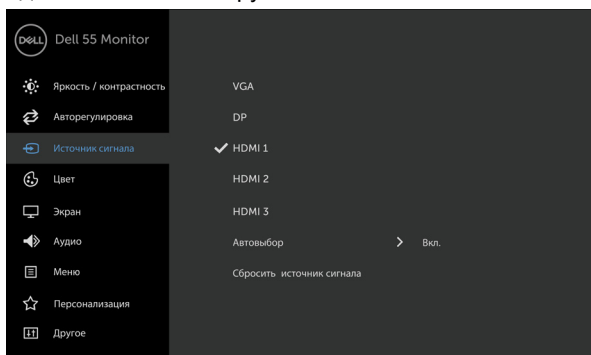 DELL Dell 55 Monitor
Яркость / контрастность
VGA
Авторегулировка
DP
Источник сигнала
HDMI 1
Цвет
HDMI 2
Экран
HDMI 3
Аудио
Автовыбор
Вкл.
Меню
Сбросить источник сигнала
Персонализация
Другое